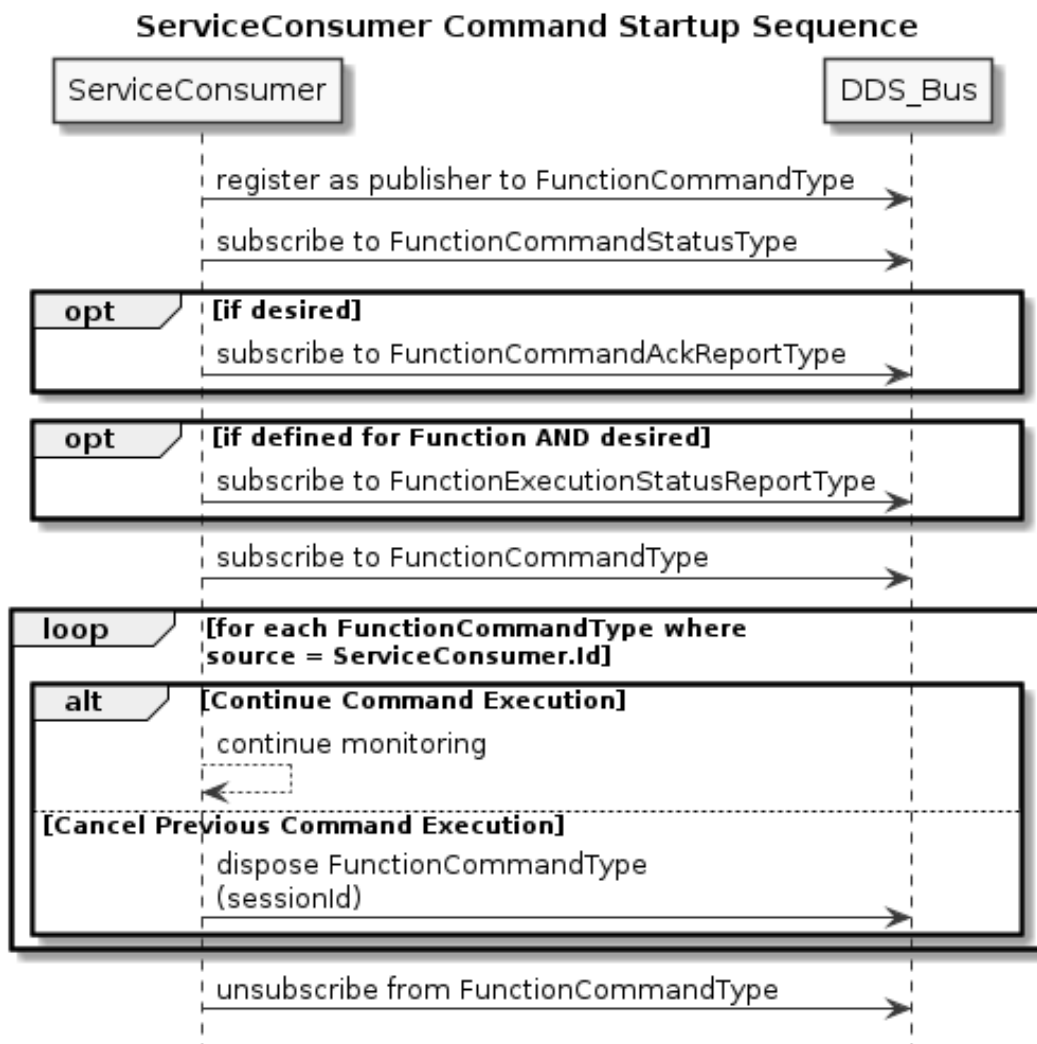 ServiceConsumer Command Startup Sequence
ServiceConsumer
DDS_Bus
register as publisher to FunctionCommandType
subscribe to FunctionCommandStatusType
opt
[if desired]
subscribe to FunctionCommandAckReportType
opt
[if defined for Function AND desired]
subscribe to FunctionExecutionStatusReportType
subscribe to FunctionCommandType
loop
[for each FunctionCommandType where
source = ServiceConsumer.Id]
alt
[Continue Command Execution]
continue monitoring
[Cancel Previous Command Execution]
dispose FunctionCommandType
(sessionId)
unsubscribe from FunctionCommandType